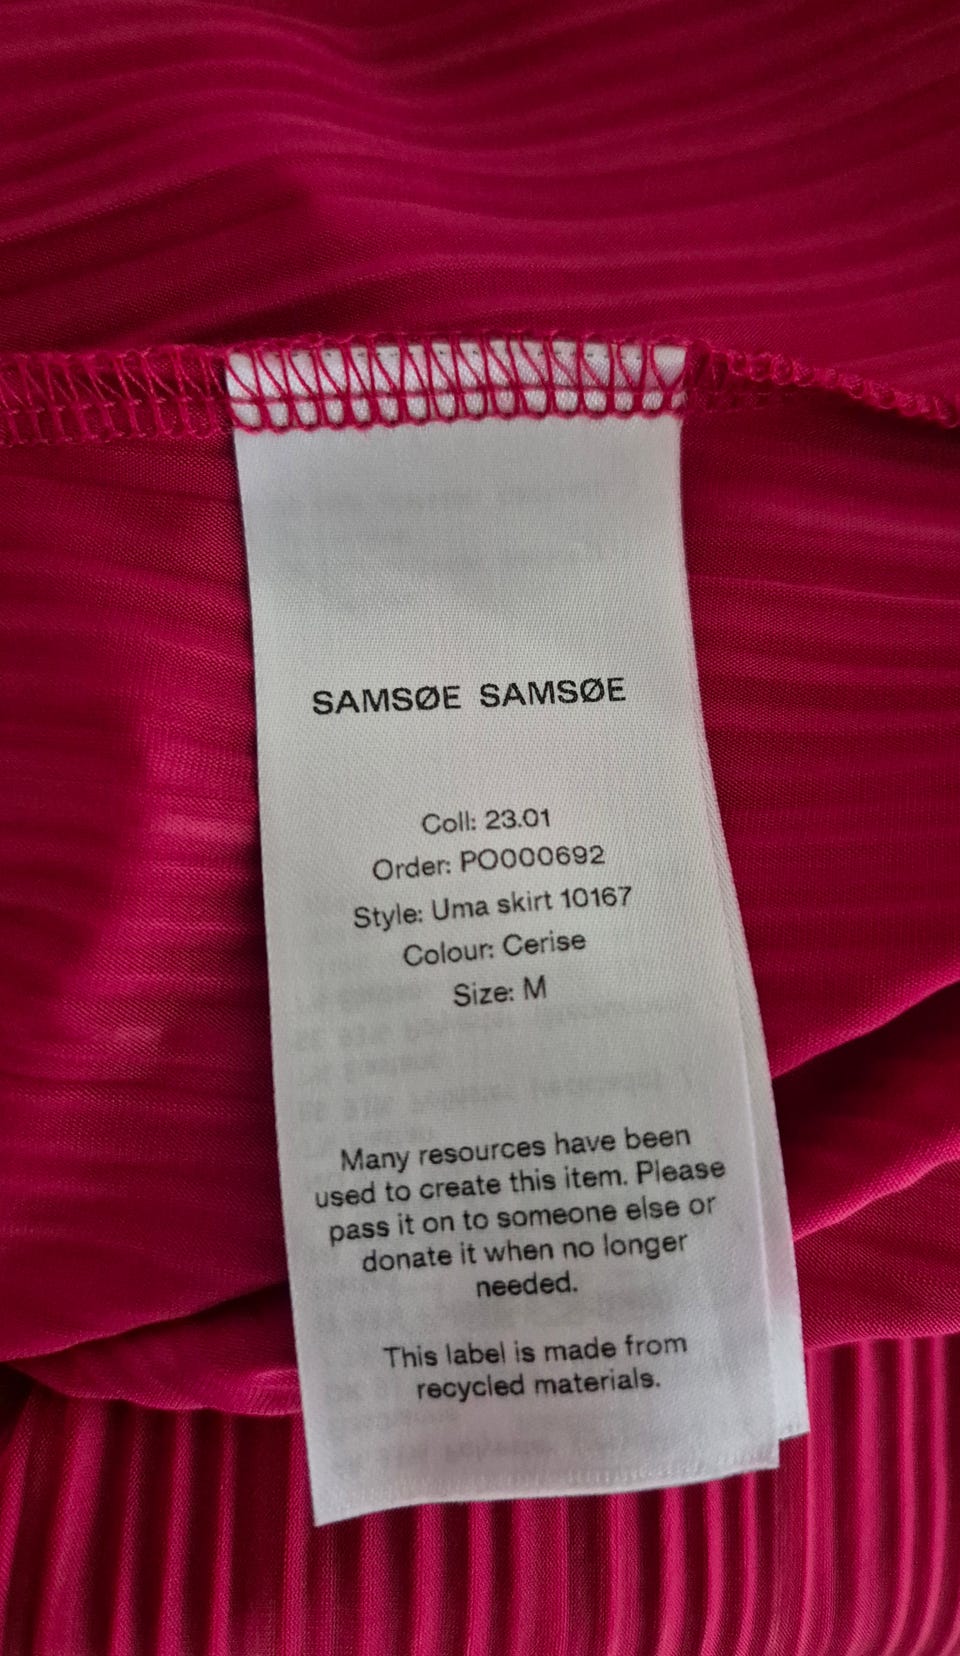 SAMSØE SAMSØE
Coll: 23.01
Order: PO000692
Style: Uma skirt 10167
Colour: Cerise
Size: M
Many resources have been
used to create this item. Please
pass it on to someone else or
donate it when no longer
needed.
This label is made from
recycled materials.